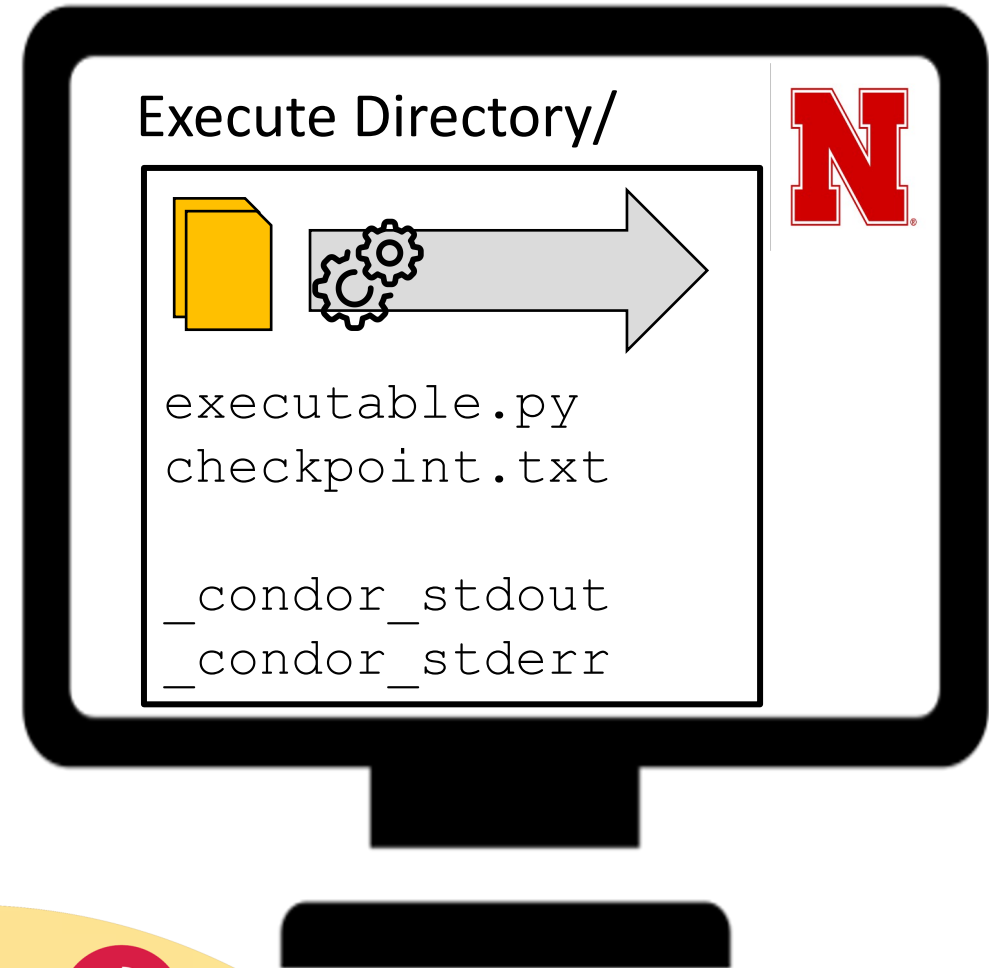 Execute Directory/
N
executable.py
checkpoint.txt
_condor_stdout
_condor_stderr